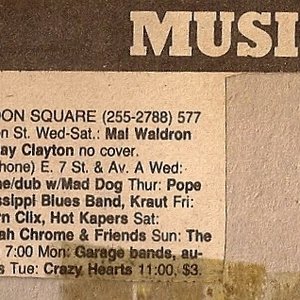 MUSI
DON SQUARE (255-2788) 577
on St. Wed-Sat.: Mal Waldron
ay Clayton no cover.
hone) E. 7 St. & Av. A Wed:
e/dub w/Mad Dog Thur: Pope
ssippi Blues Band, Kraut Fri:
rn Clix, Hot Kapers Sat:
ah Chrome & Friends Sun: The
7:00 Mon: Garage bands, au-
s Tue: Crazy Hearts 11:00, $3.